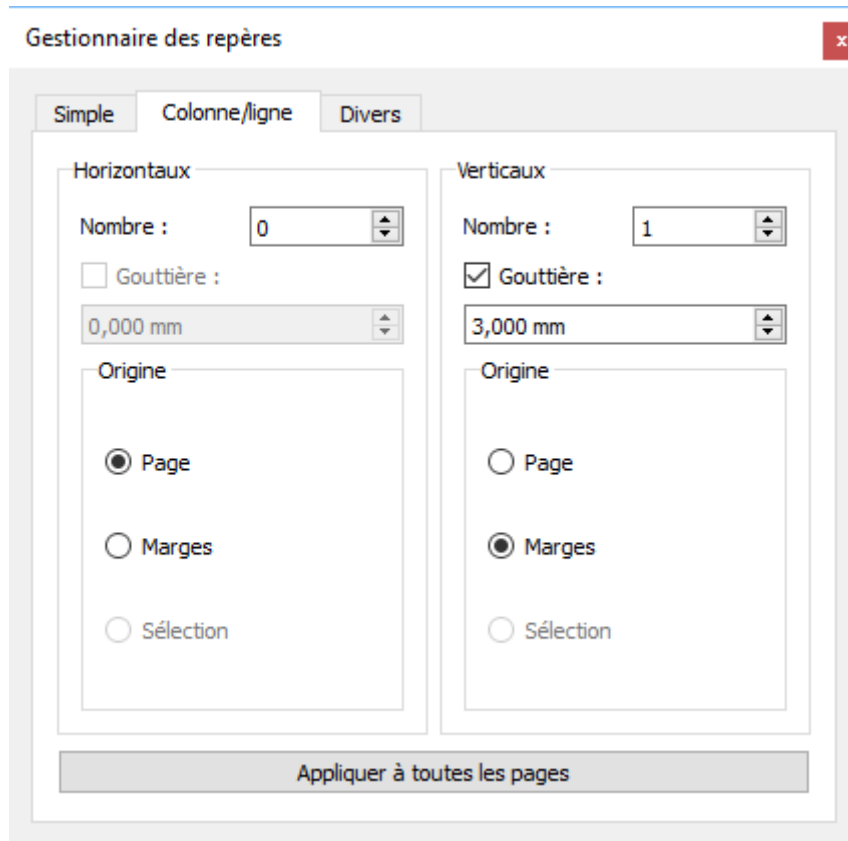 Gestionnaire des repères
x
Simple Colonne/ligne Divers
Horizontaux
Nombre : 0
Gouttière :
0,000 mm
Origine
Page
Marges
Sélection
Verticaux
Nombre : 1
Gouttière :
3,000 mm
Origine
Page
Marges
Sélection
Appliquer à toutes les pages